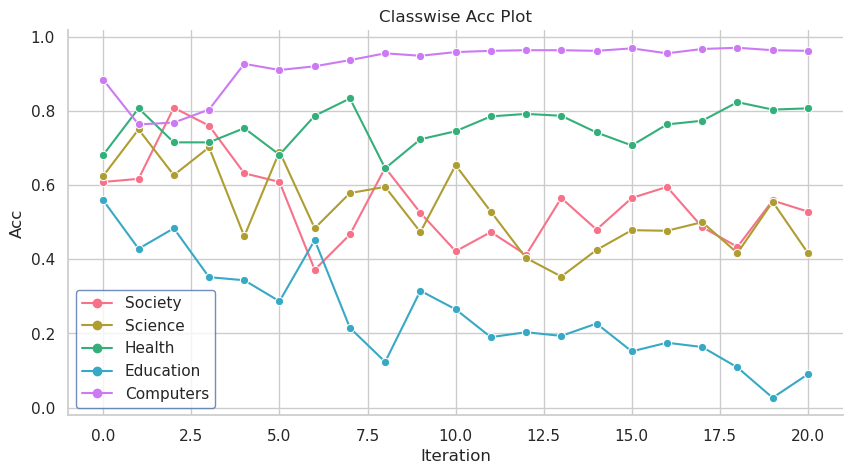 Classwise Acc Plot
1.0
0.8
0.6
0.4
0.2
0.0
Acc
Society
Science
Health
Education
Computers
0.0 2.5 5.0 7.5 10.0 12.5 15.0 17.5 20.0
Iteration